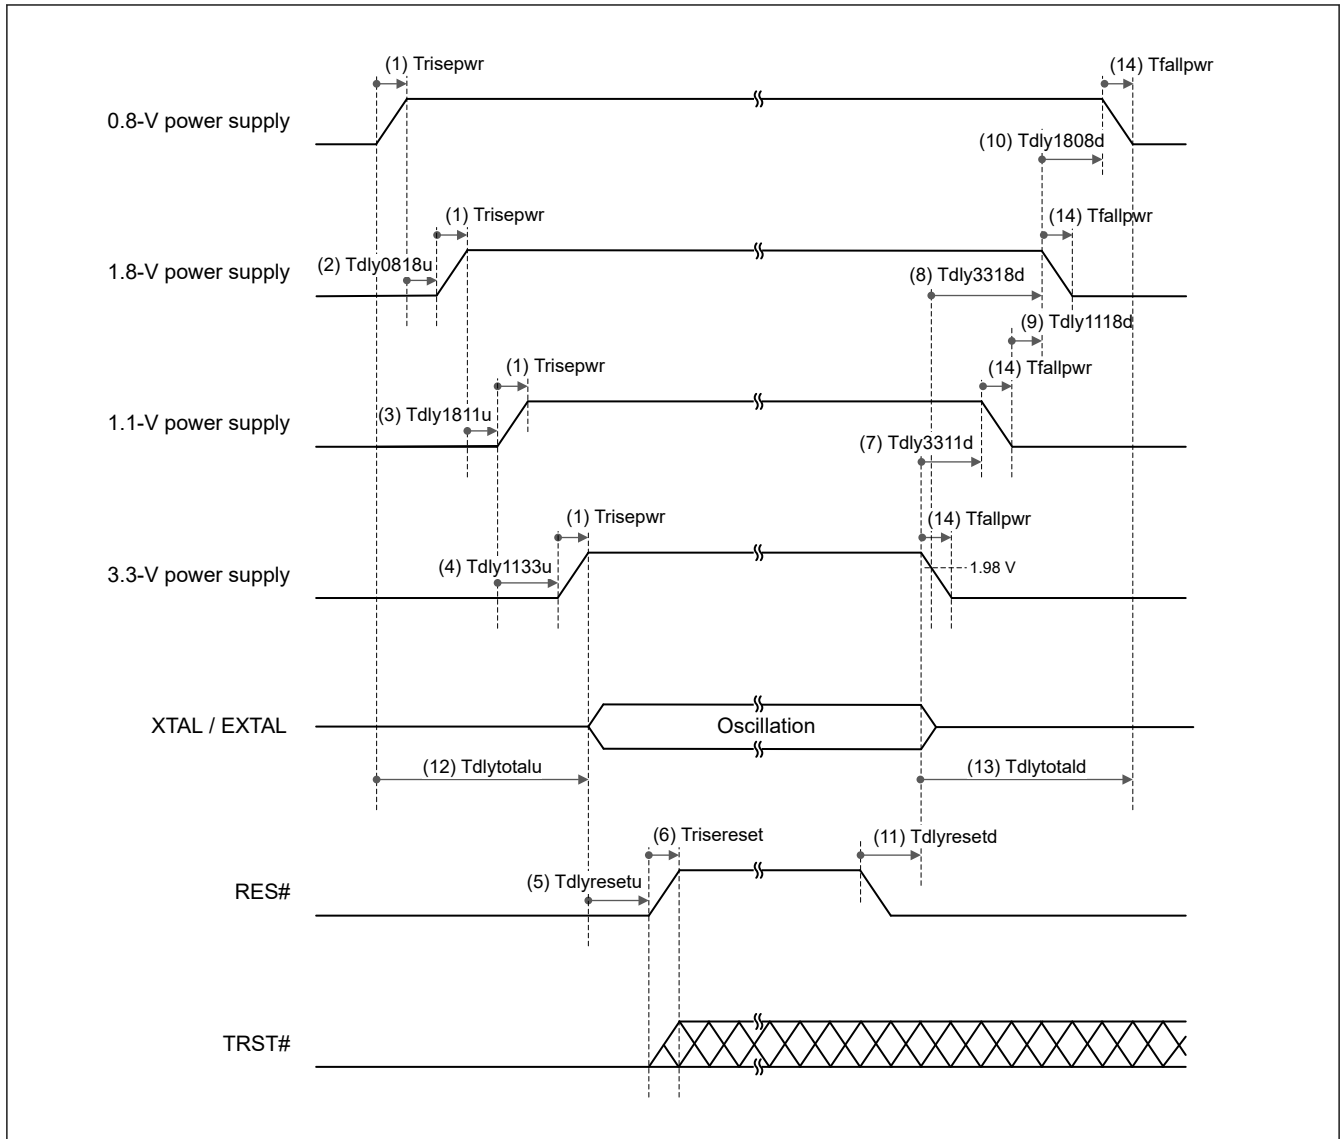 (1) Trisepwr
(14) Tfallpwr
0.8-V power supply
(10) Tdly1808d
(1) Trisepwr
(14) Tfallpwr
1.8-V power supply
(2) Tdly0818u
(8) Tdly3318d
(9) Tdly1118d
(1) Trisepwr
(14) Tfallpwr
1.1-V power supply
(3) Tdly1811u
(7) Tdly3311d
(1) Trisepwr
(14) Tfallpwr
3.3-V power supply
(4) Tdly1133u
1.98 V
XTAL / EXTAL
Oscillation
(12) Tdlytotalu
(13) Tdlytotald
(6) Trisereset
(11) Tdlyresetd
(5) Tdlyresetu
RES#
TRST#